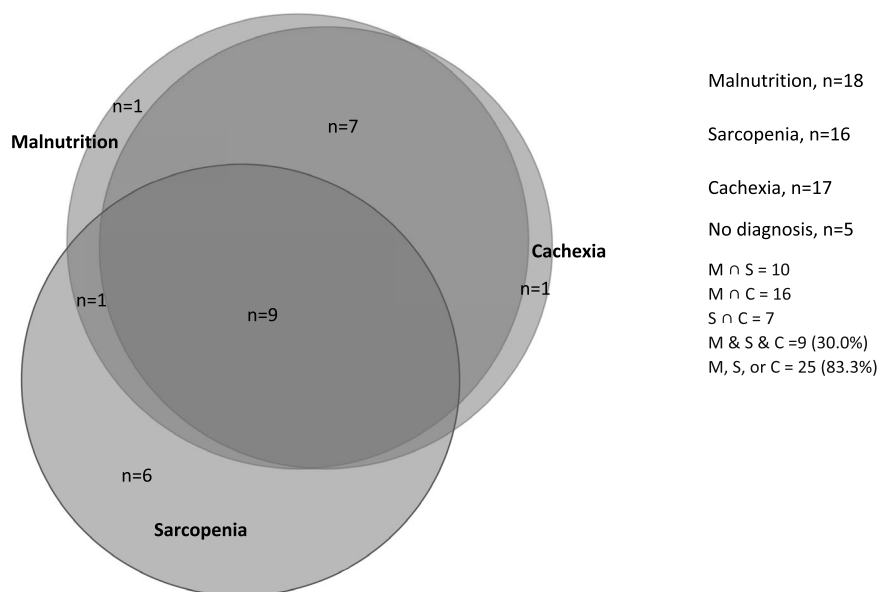 n=1
n=7
Malnutrition
Cachexia
n=1
n=1
n=9
n=6
Sarcopenia
Malnutrition, n=18
Sarcopenia, n=16
Cachexia, n=17
No diagnosis, n=5
M ∩ S = 10
M ∩ C = 16
S ∩ C = 7
M & S & C =9 (30.0%)
M, S, or C = 25 (83.3%)